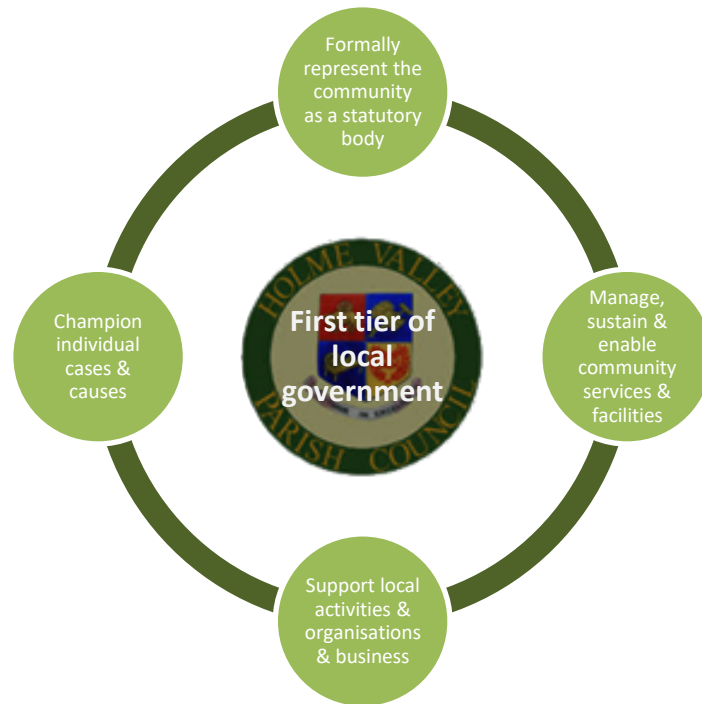 Formally
represent the
community
as a statutory
body
Manage,
sustain &
enable
community
services &
facilities
Support local
activities &
organisations
& business
Champion
individual
cases &
causes
HOLME VALLEY
First tier of
local
government
PARISH COUNCIL